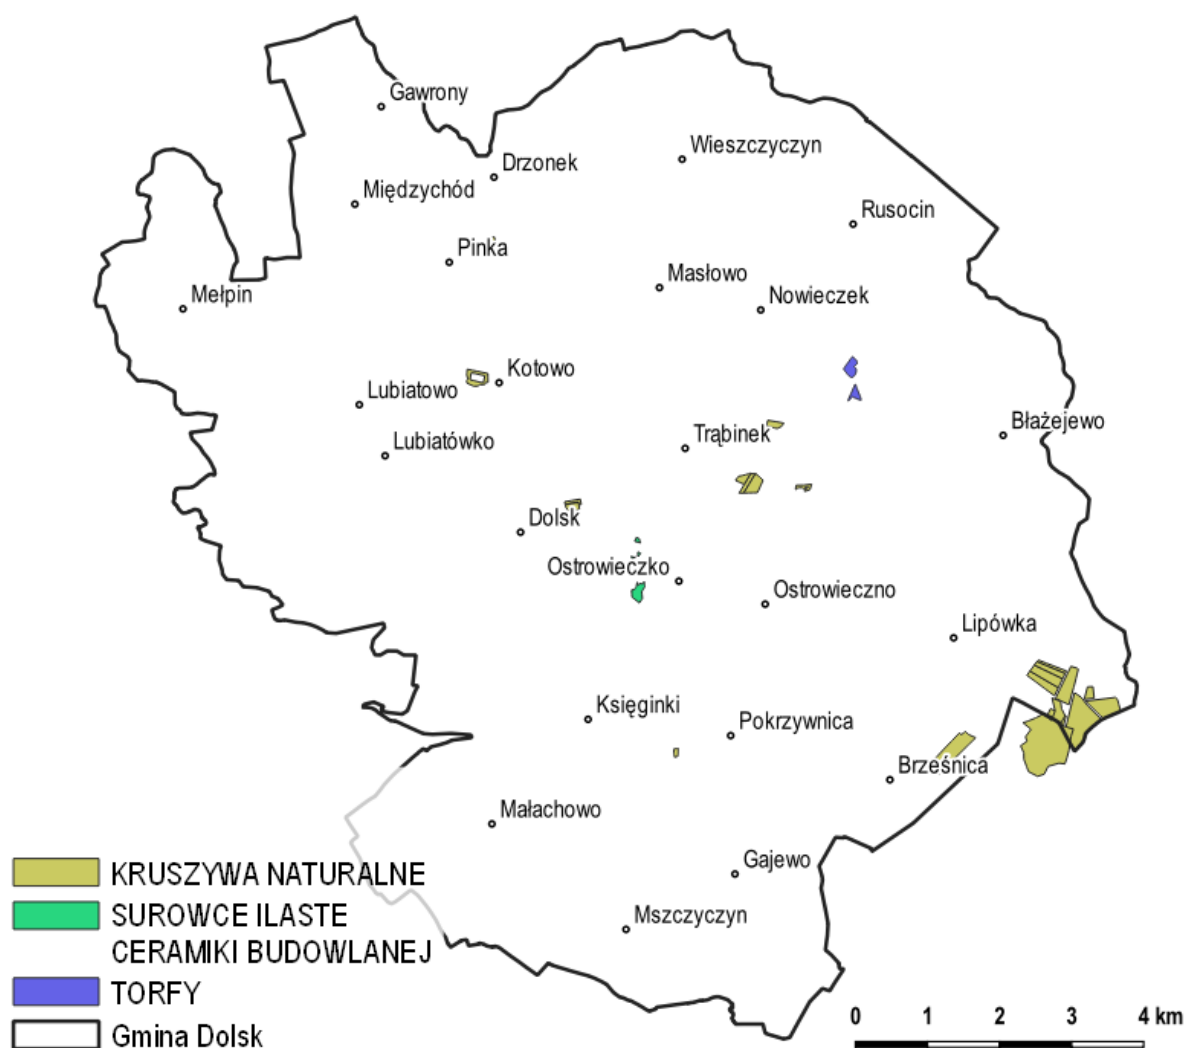 Gawrony
Wieszczyczyn
Drzonek
Międzychód
Rusocin
Pinka
Masłowo
Mełpin
Nowieczek
Kotowo
Lubiatowo
Błażejewo
Trąbinek
Lubiatówko
Dolsk
Ostrowieczko
Ostrowieczno
Lipówka
Księginki
Pokrzywnica
Brześnica
Małachowo
Gajewo
Mszczyczyn
KRUSZYWA NATURALNE
SUROWCE ILASTE
CERAMIKI BUDOWLANEJ
TORFY
Gmina Dolsk
0 1 2 3 4 km